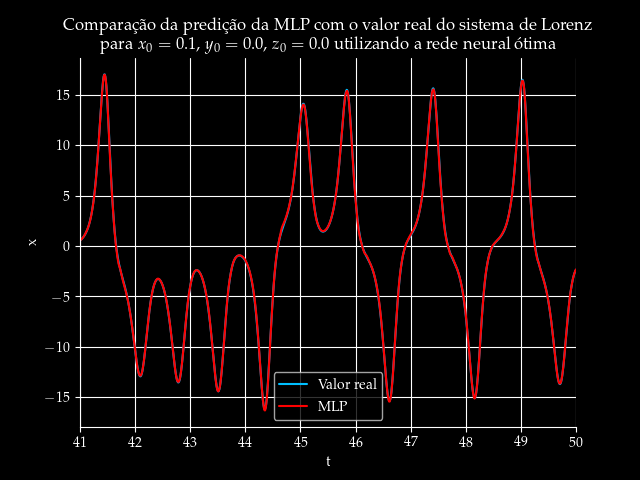 Comparação da predição da MLP com o valor real do sistema de Lorenz
para x₀ = 0.1, y₀ = 0.0, z₀ = 0.0 utilizando a rede neural ótima
15
10
5
0
−5
−10
−15
x
Valor real
MLP
41 42 43 44 45 46 47 48 49 50
t